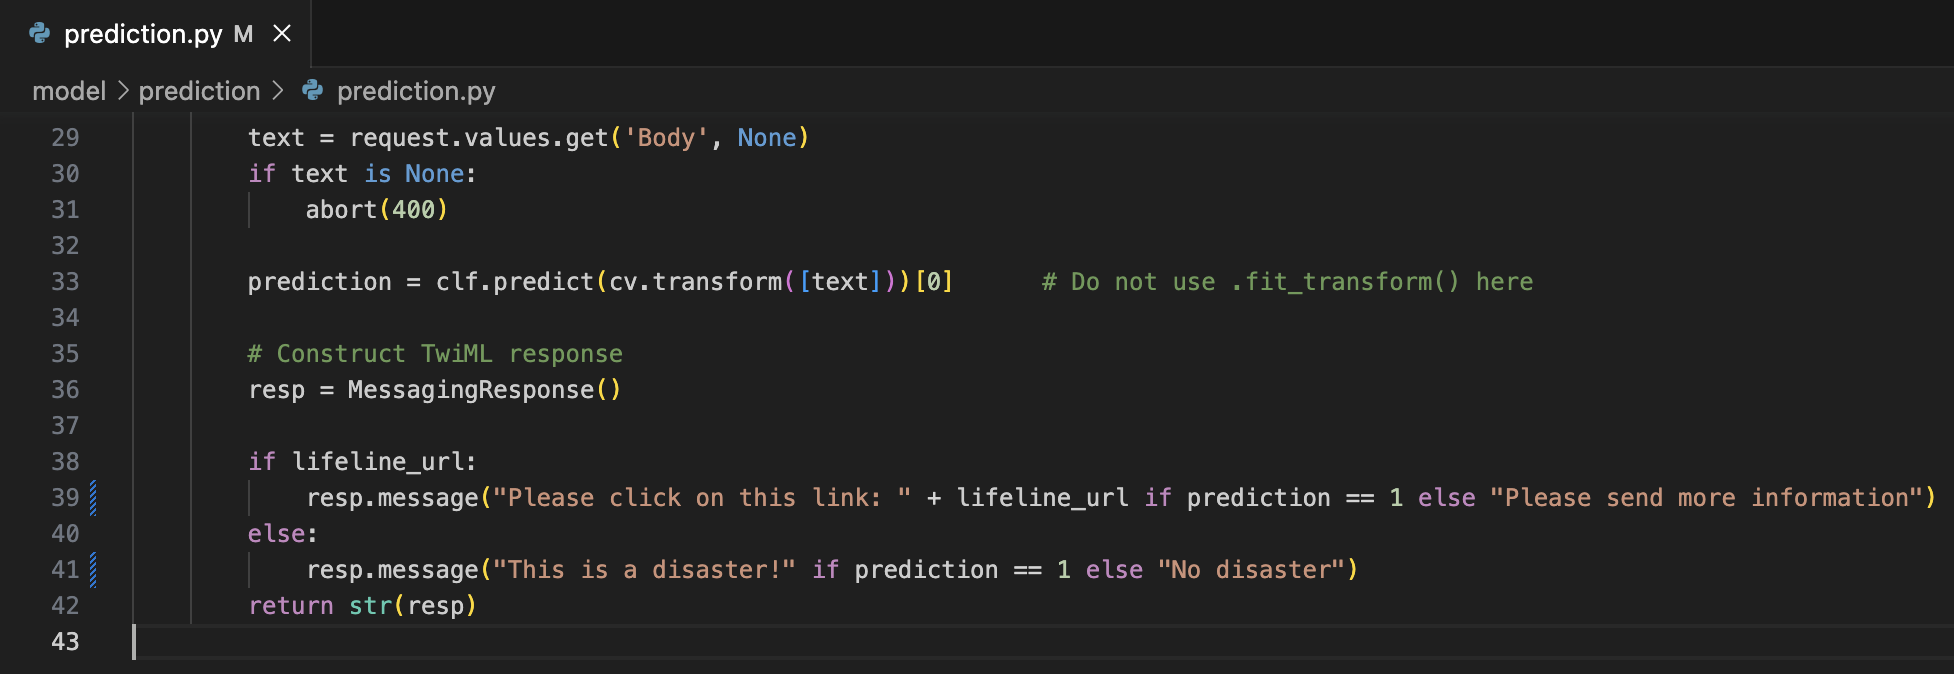 prediction.py M
model > prediction > prediction.py
29 text = request.values.get('Body', None)
30 if text is None:
31 abort(400)
32
33 prediction = clf.predict(cv.transform([text]))[0] # Do not use .fit_transform() here
34
35 # Construct TwiML response
36 resp = MessagingResponse()
37
38 if lifeline_url:
39 resp.message("Please click on this link: " + lifeline_url if prediction == 1 else "Please send more information")
40 else:
41 resp.message("This is a disaster!" if prediction == 1 else "No disaster")
42 return str(resp)
43